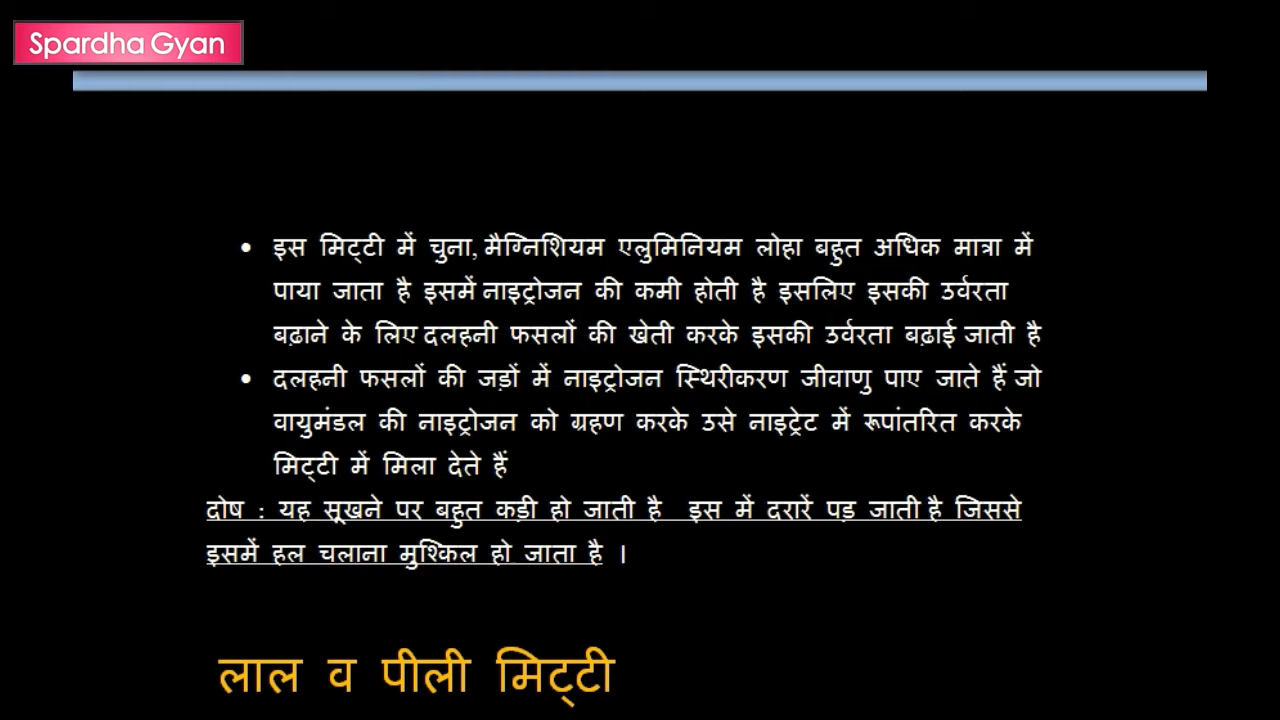 Spardha Gyan
• इस मिट्टी में चुना, मैग्निशियम एलुमिनियम लोहा बहुत अधिक मात्रा में
पाया जाता है इसमें नाइट्रोजन की कमी होती है इसलिए इसकी उर्वरता
बढ़ाने के लिए दलहनी फसलों की खेती करके इसकी उर्वरता बढ़ाई जाती है
• दलहनी फसलों की जड़ों में नाइट्रोजन स्थिरीकरण जीवाणु पाए जाते हैं जो
वायुमंडल की नाइट्रोजन को ग्रहण करके उसे नाइट्रेट में रूपांतरित करके
मिट्टी में मिला देते हैं
दोष : यह सूखने पर बहुत कड़ी हो जाती है इस में दरारें पड़ जाती है जिससे
इसमें हल चलाना मुश्किल हो जाता है ।
लाल व पीली मिट्टी